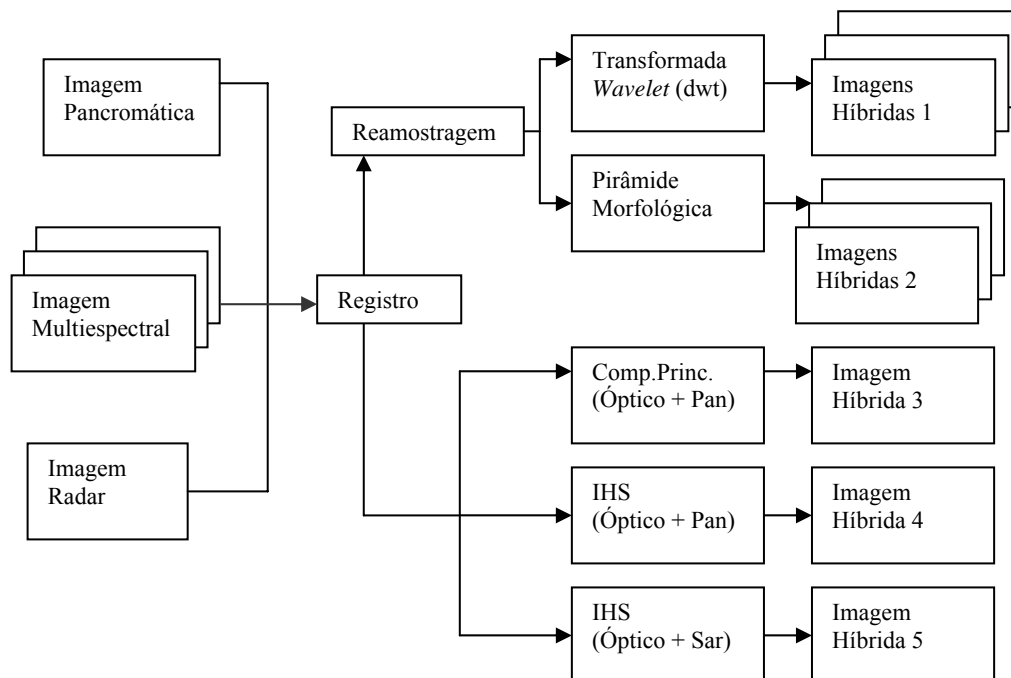 Imagem
Pancromática
Imagem
Multiespectral
Imagem
Radar
Registro
Reamostragem
Transformada
Wavelet (dwt)
Imagens
Híbridas 1
Pirâmide
Morfológica
Imagens
Híbridas 2
Comp.Princ.
(Óptico + Pan)
Imagem
Híbrida 3
IHS
(Óptico + Pan)
Imagem
Híbrida 4
IHS
(Óptico + Sar)
Imagem
Híbrida 5